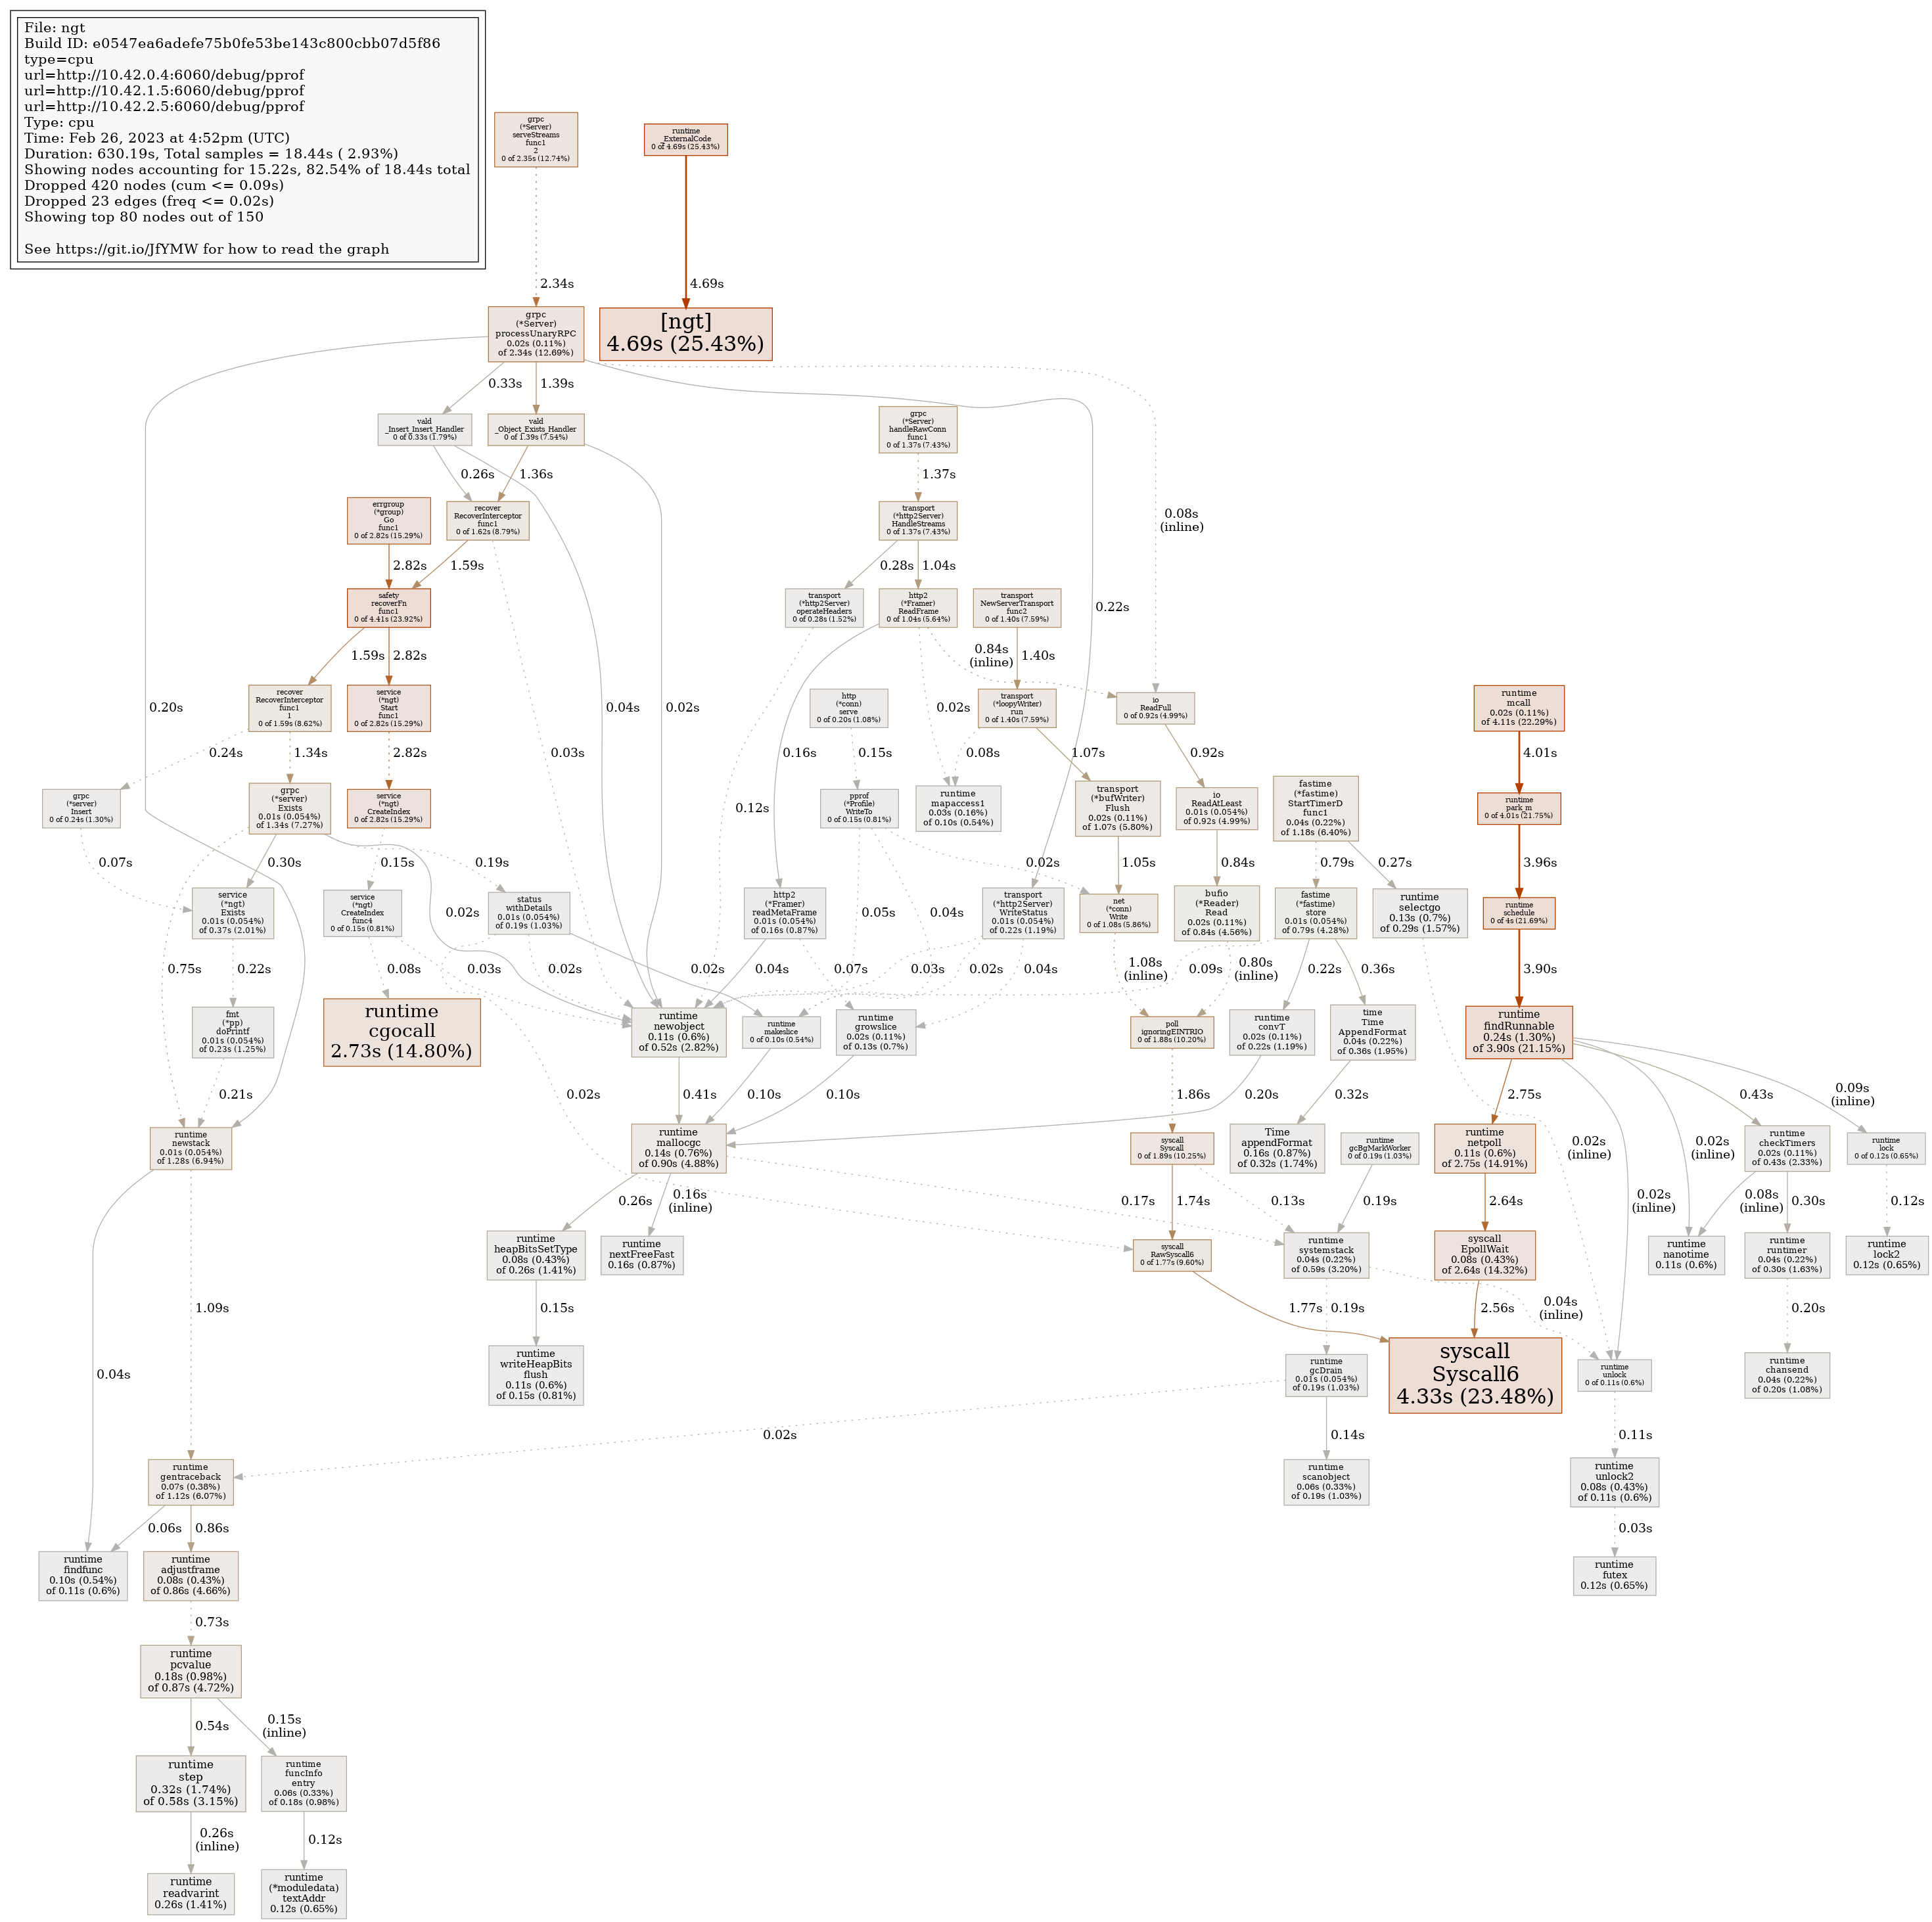 File: ngt
Build ID: e0547ea6adefe75b0fe53be143c800cbb07d5f86
type=cpu
url=http://10.42.0.4:6060/debug/pprof
url=http://10.42.1.5:6060/debug/pprof
url=http://10.42.2.5:6060/debug/pprof
Type: cpu
Time: Feb 26, 2023 at 4:52pm (UTC)
Duration: 630.19s, Total samples = 18.44s ( 2.93%)
Showing nodes accounting for 15.22s, 82.54% of 18.44s total
Dropped 420 nodes (cum <= 0.09s)
Dropped 23 edges (freq <= 0.02s)
Showing top 80 nodes out of 150
See https://git.io/JfYMW for how to read the graph
grpc
(*Server)
serveStreams
func1
2
0 of 2.35s (12.74%)
runtime
_ExternalCode
0 of 4.69s (25.43%)
2.34s
4.69s
grpc
(*Server)
processUnaryRPC
0.02s (0.11%)
of 2.34s (12.69%)
[ngt]
4.69s (25.43%)
0.33s
1.39s
vald
_Insert_Insert_Handler
0 of 0.33s (1.79%)
vald
_Object_Exists_Handler
0 of 1.39s (7.54%)
grpc
(*Server)
handleRawConn
func1
0 of 1.37s (7.43%)
0.26s
1.36s
1.37s
errgroup
(*group)
Go
func1
0 of 2.82s (15.29%)
recover
RecoverInterceptor
func1
0 of 1.62s (8.79%)
transport
(*http2Server)
HandleStreams
0 of 1.37s (7.43%)
0.08s
(inline)
2.82s
1.59s
0.28s
1.04s
safety
recoverFn
func1
0 of 4.41s (23.92%)
transport
(*http2Server)
operateHeaders
0 of 0.28s (1.52%)
http2
(*Framer)
ReadFrame
0 of 1.04s (5.64%)
transport
NewServerTransport
func2
0 of 1.40s (7.59%)
0.22s
1.59s
2.82s
0.84s
(inline)
1.40s
recover
RecoverInterceptor
func1
1
0 of 1.59s (8.62%)
service
(*ngt)
Start
func1
0 of 2.82s (15.29%)
http
(*conn)
serve
0 of 0.20s (1.08%)
transport
(*loopyWriter)
run
0 of 1.40s (7.59%)
io
ReadFull
0 of 0.92s (4.99%)
runtime
mcall
0.02s (0.11%)
of 4.11s (22.29%)
0.20s
0.04s
0.02s
0.02s
0.24s
1.34s
2.82s
0.03s
0.16s
0.15s
0.08s
1.07s
0.92s
4.01s
grpc
(*server)
Insert
0 of 0.24s (1.30%)
grpc
(*server)
Exists
0.01s (0.054%)
of 1.34s (7.27%)
service
(*ngt)
CreateIndex
0 of 2.82s (15.29%)
0.12s
pprof
(*Profile)
WriteTo
0 of 0.15s (0.81%)
runtime
mapaccess1
0.03s (0.16%)
of 0.10s (0.54%)
transport
(*bufWriter)
Flush
0.02s (0.11%)
of 1.07s (5.80%)
io
ReadAtLeast
0.01s (0.054%)
of 0.92s (4.99%)
fastime
(*fastime)
StartTimerD
func1
0.04s (0.22%)
of 1.18s (6.40%)
runtime
park_m
0 of 4.01s (21.75%)
0.07s
0.30s
0.15s
0.19s
0.02s
1.05s
0.84s
0.79s
0.27s
3.96s
service
(*ngt)
Exists
0.01s (0.054%)
of 0.37s (2.01%)
service
(*ngt)
CreateIndex
func4
0 of 0.15s (0.81%)
0.02s
status
withDetails
0.01s (0.054%)
of 0.19s (1.03%)
http2
(*Framer)
readMetaFrame
0.01s (0.054%)
of 0.16s (0.87%)
0.05s
0.04s
transport
(*http2Server)
WriteStatus
0.01s (0.054%)
of 0.22s (1.19%)
net
(*conn)
Write
0 of 1.08s (5.86%)
bufio
(*Reader)
Read
0.02s (0.11%)
of 0.84s (4.56%)
fastime
(*fastime)
store
0.01s (0.054%)
of 0.79s (4.28%)
runtime
selectgo
0.13s (0.7%)
of 0.29s (1.57%)
runtime
schedule
0 of 4s (21.69%)
0.75s
0.22s
0.08s
0.03s
0.02s
0.02s
0.04s
0.07s
0.03s
0.02s
0.04s
1.08s
(inline)
0.09s
0.80s
(inline)
0.22s
0.36s
3.90s
fmt
(*pp)
doPrintf
0.01s (0.054%)
of 0.23s (1.25%)
runtime
cgocall
2.73s (14.80%)
runtime
newobject
0.11s (0.6%)
of 0.52s (2.82%)
runtime
makeslice
0 of 0.10s (0.54%)
runtime
growslice
0.02s (0.11%)
of 0.13s (0.7%)
poll
ignoringEINTRIO
0 of 1.88s (10.20%)
runtime
convT
0.02s (0.11%)
of 0.22s (1.19%)
time
Time
AppendFormat
0.04s (0.22%)
of 0.36s (1.95%)
runtime
findRunnable
0.24s (1.30%)
of 3.90s (21.15%)
0.21s
0.02s
0.41s
0.10s
0.10s
1.86s
0.20s
0.32s
2.75s
0.43s
0.09s
(inline)
runtime
newstack
0.01s (0.054%)
of 1.28s (6.94%)
runtime
mallocgc
0.14s (0.76%)
of 0.90s (4.88%)
syscall
Syscall
0 of 1.89s (10.25%)
Time
appendFormat
0.16s (0.87%)
of 0.32s (1.74%)
runtime
gcBgMarkWorker
0 of 0.19s (1.03%)
runtime
netpoll
0.11s (0.6%)
of 2.75s (14.91%)
0.02s
(inline)
0.02s
(inline)
runtime
checkTimers
0.02s (0.11%)
of 0.43s (2.33%)
runtime
lock
0 of 0.12s (0.65%)
0.26s
0.16s
(inline)
0.17s
1.74s
0.13s
0.19s
2.64s
0.02s
(inline)
0.08s
(inline)
0.30s
0.12s
runtime
heapBitsSetType
0.08s (0.43%)
of 0.26s (1.41%)
runtime
nextFreeFast
0.16s (0.87%)
syscall
RawSyscall6
0 of 1.77s (9.60%)
runtime
systemstack
0.04s (0.22%)
of 0.59s (3.20%)
syscall
EpollWait
0.08s (0.43%)
of 2.64s (14.32%)
runtime
nanotime
0.11s (0.6%)
runtime
runtimer
0.04s (0.22%)
of 0.30s (1.63%)
runtime
lock2
0.12s (0.65%)
1.09s
0.15s
1.77s
0.19s
2.56s
0.04s
(inline)
0.20s
0.04s
runtime
writeHeapBits
flush
0.11s (0.6%)
of 0.15s (0.81%)
runtime
gcDrain
0.01s (0.054%)
of 0.19s (1.03%)
syscall
Syscall6
4.33s (23.48%)
runtime
unlock
0 of 0.11s (0.6%)
runtime
chansend
0.04s (0.22%)
of 0.20s (1.08%)
0.02s
0.14s
0.11s
runtime
gentraceback
0.07s (0.38%)
of 1.12s (6.07%)
runtime
scanobject
0.06s (0.33%)
of 0.19s (1.03%)
runtime
unlock2
0.08s (0.43%)
of 0.11s (0.6%)
0.06s
0.86s
0.03s
runtime
findfunc
0.10s (0.54%)
of 0.11s (0.6%)
runtime
adjustframe
0.08s (0.43%)
of 0.86s (4.66%)
runtime
futex
0.12s (0.65%)
0.73s
runtime
pcvalue
0.18s (0.98%)
of 0.87s (4.72%)
0.54s
0.15s
(inline)
runtime
step
0.32s (1.74%)
of 0.58s (3.15%)
runtime
funcInfo
entry
0.06s (0.33%)
of 0.18s (0.98%)
0.26s
(inline)
0.12s
runtime
readvarint
0.26s (1.41%)
runtime
(*moduledata)
textAddr
0.12s (0.65%)